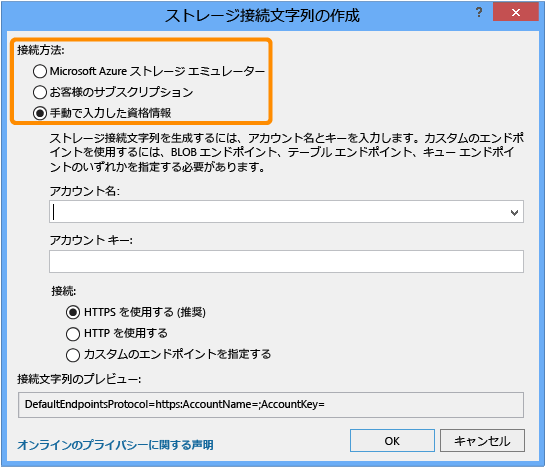 ストレージ接続文字列の作成
? ×
接続方法:
Microsoft Azure ストレージ エミュレーター
お客様のサブスクリプション
手動で入力した資格情報
ストレージ接続文字列を生成するには、アカウント名とキーを入力します。カスタムのエンドポ
イントを使用するには、BLOB エンドポイント、テーブル エンドポイント、キュー エンドポイ
ントのいずれかを指定する必要があります。
アカウント名:
アカウント キー:
接続:
HTTPS を使用する (推奨)
HTTP を使用する
カスタムのエンドポイントを指定する
接続文字列のプレビュー:
DefaultEndpointsProtocol=https:AccountName=;AccountKey=
オンラインのプライバシーに関する声明
OK
キャンセル